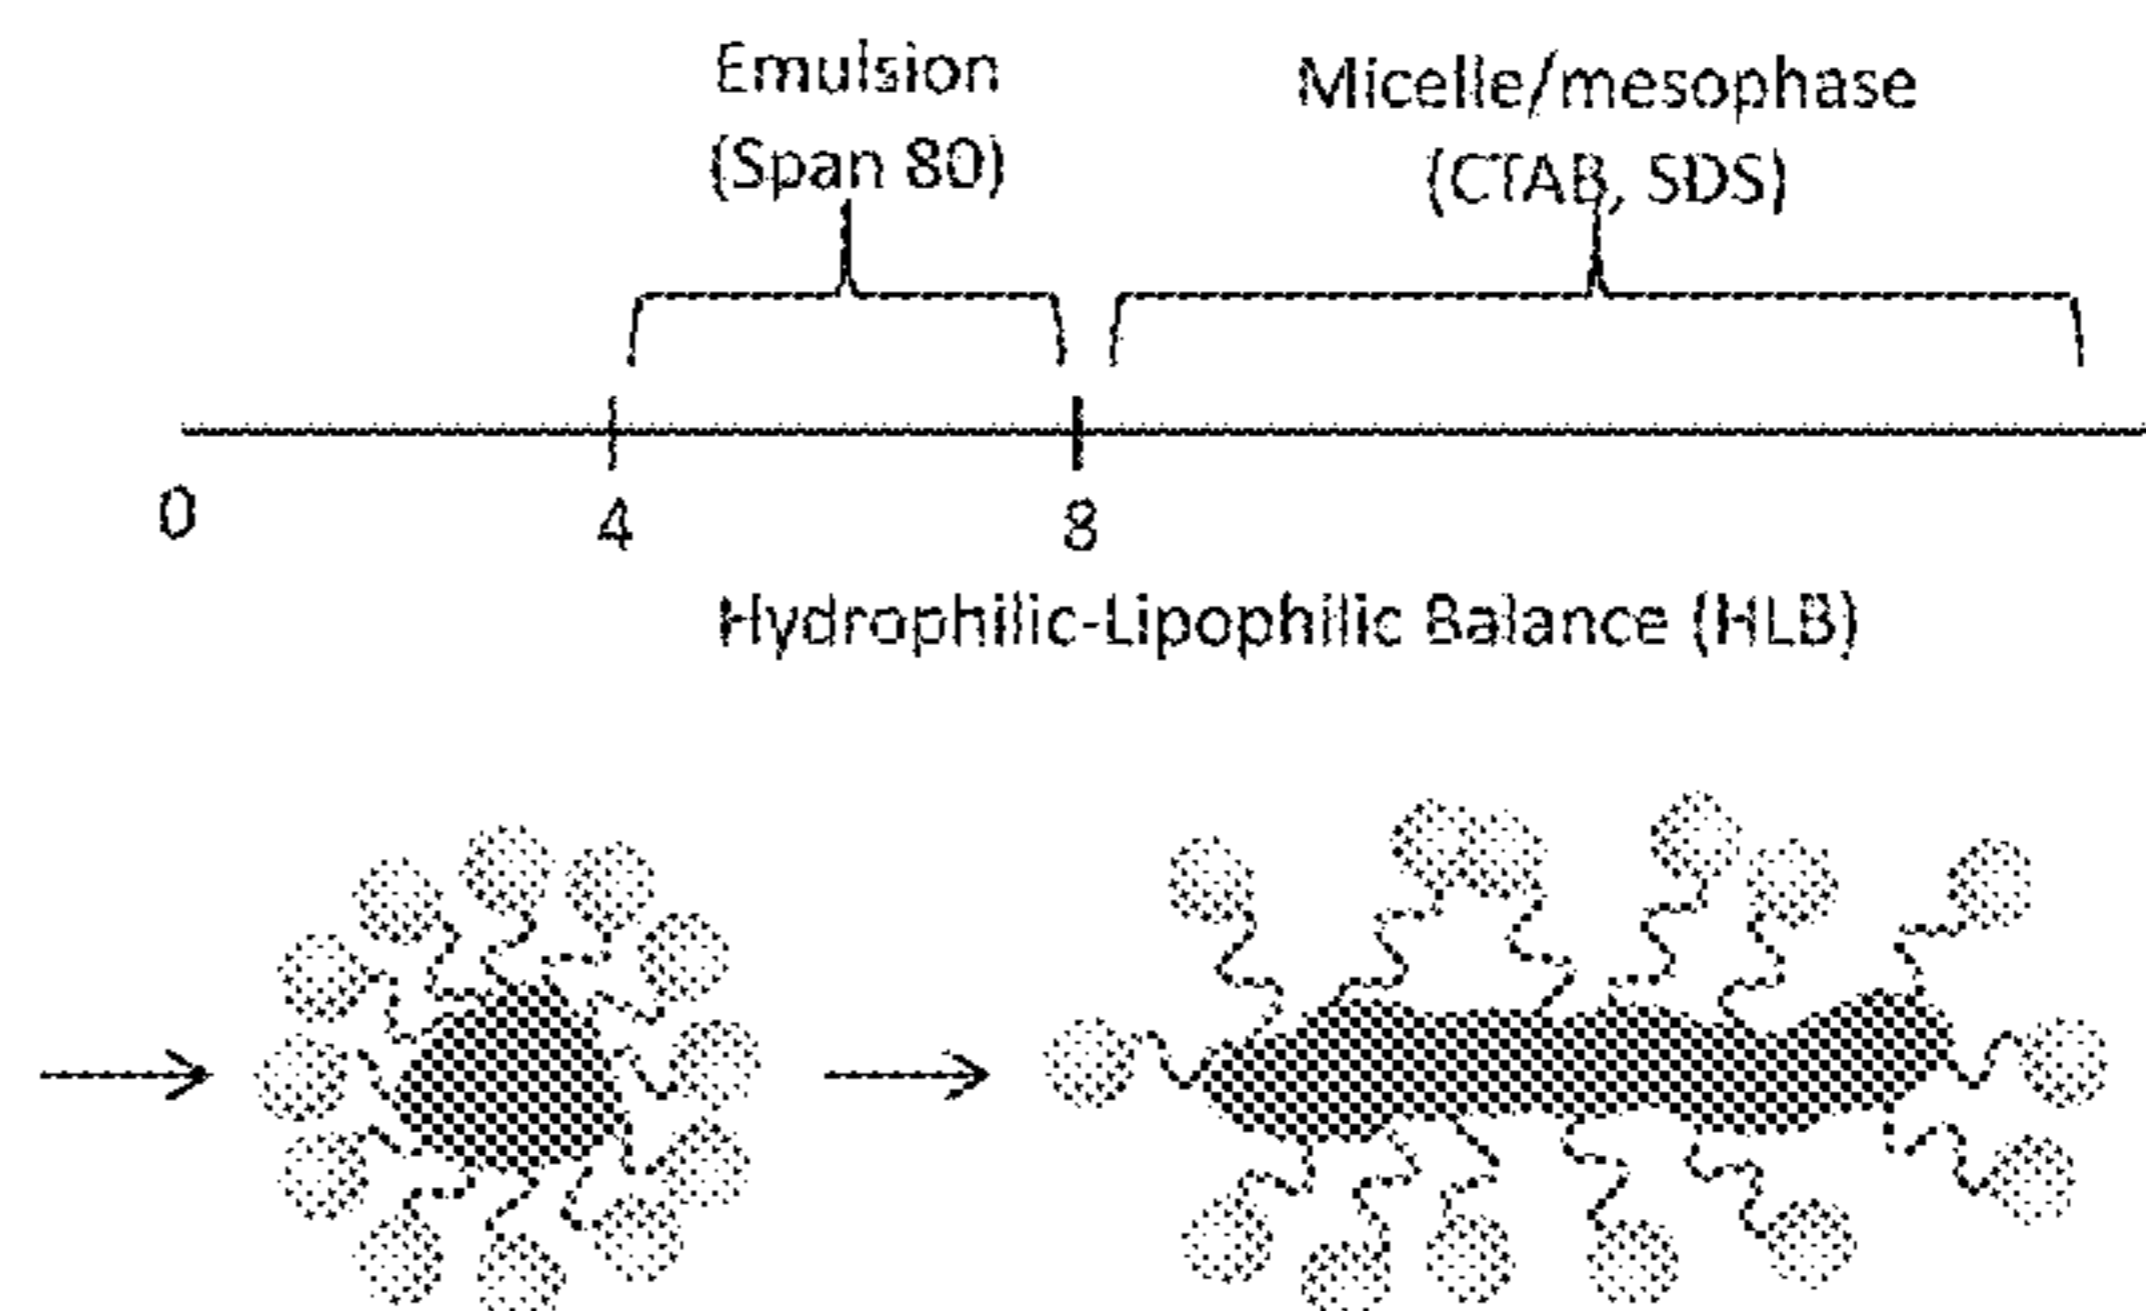 Emulsion
(Span 80)
Micelle/mesophase
(CTAB, SDS)
0
4
8
Hydrophilic-Lipophilic Balance (HLB)